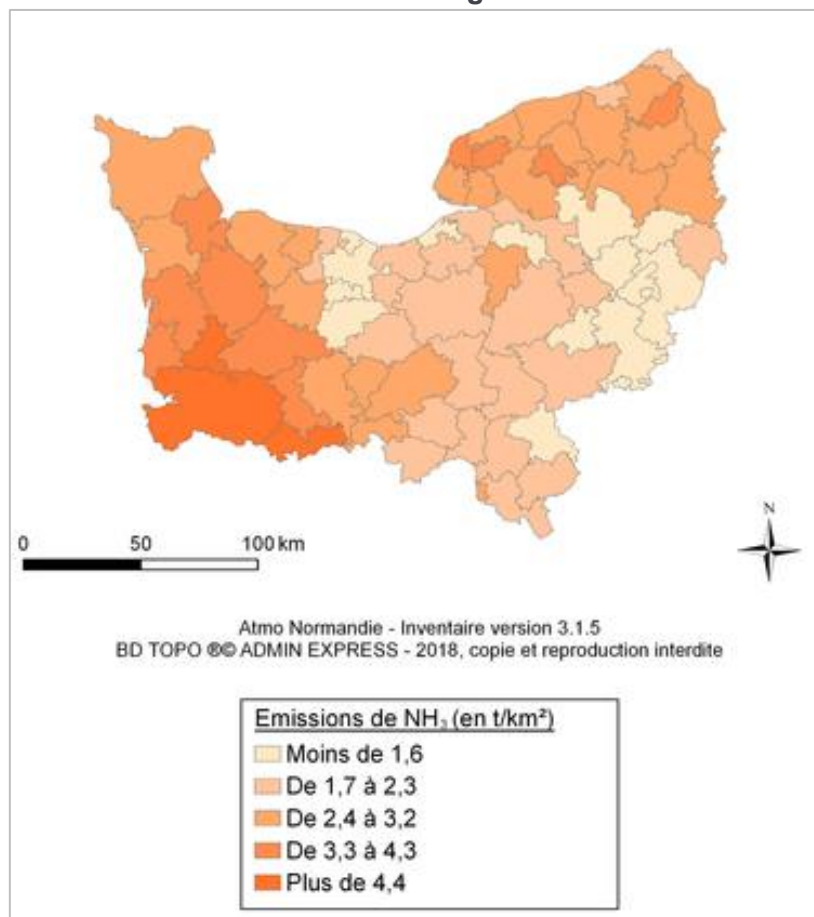 N
0 50 100 km
Atmo Normandie - Inventaire version 3.1.5
BD TOPO ®© ADMIN EXPRESS - 2018, copie et reproduction interdite
Emissions de NH₃ (en t/km²)
Moins de 1,6
De 1,7 à 2,3
De 2,4 à 3,2
De 3,3 à 4,3
Plus de 4,4